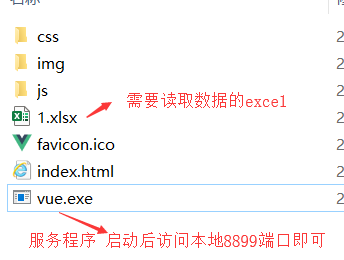 名称
css
img
js
1.xlsx 需要读取数据的excel
favicon.ico
index.html
vue.exe
服务程序 启动后访问本地8899端口即可